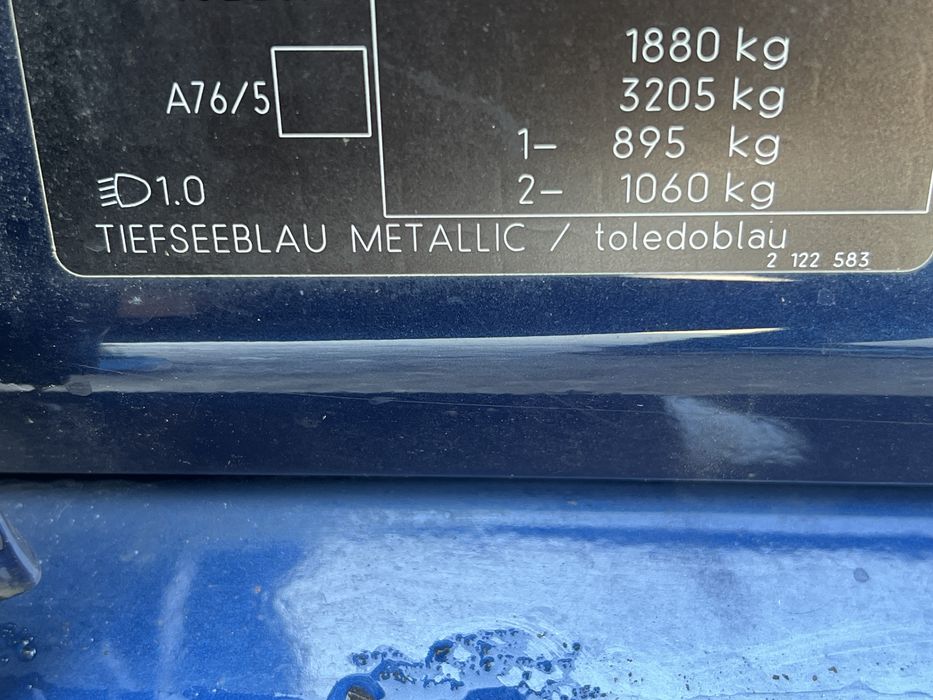 1880 kg
A76/5 3205 kg
1- 895 kg
1.0 2- 1060 kg
TIEFSEEBLAU METALLIC / toledoblau
2 122 583